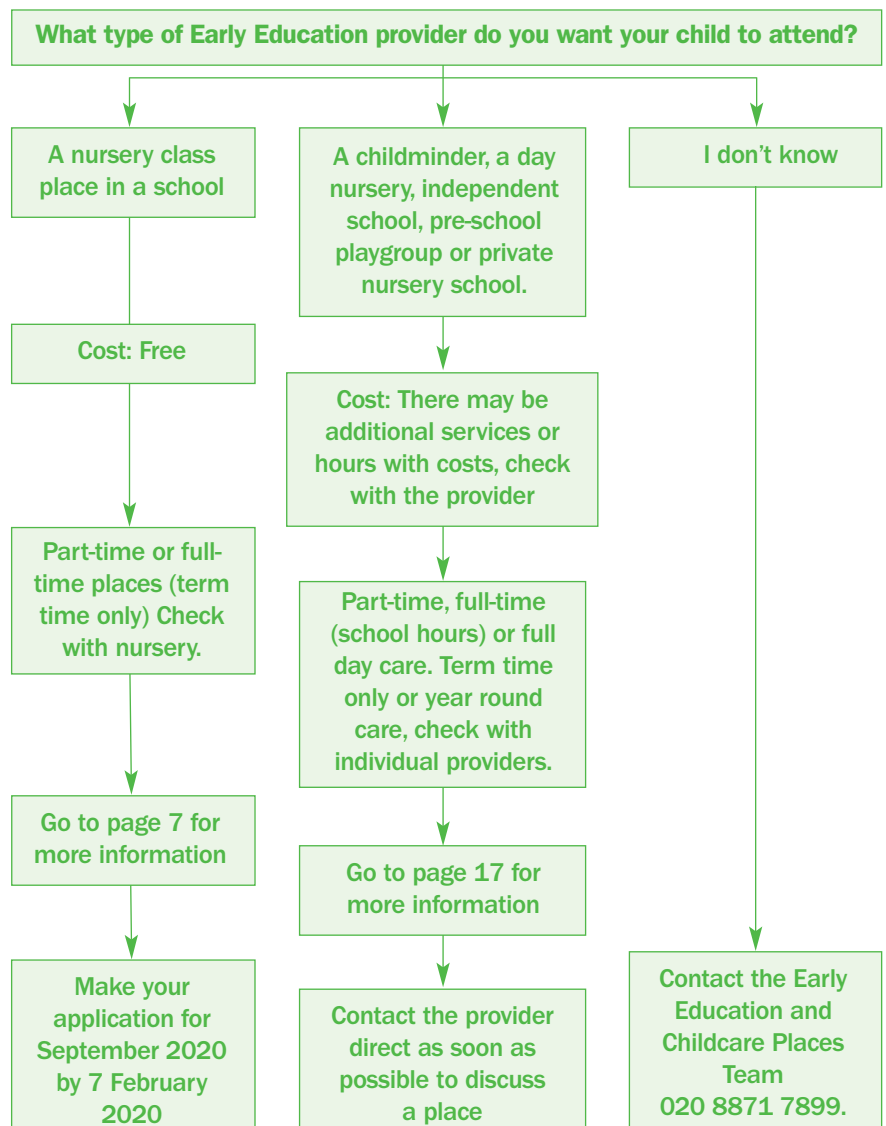 What type of Early Education provider do you want your child to attend?
A nursery class
place in a school
Cost: Free
Part-time or full-
time places (term
time only) Check
with nursery.
Go to page 7 for
more information
Make your
application for
September 2020
by 7 February
2020
A childminder, a day
nursery, independent
school, pre-school
playgroup or private
nursery school.
Cost: There may be
additional services or
hours with costs, check
with the provider
Part-time, full-time
(school hours) or full
day care. Term time
only or year round
care, check with
individual providers.
Go to page 17 for
more information
Contact the provider
direct as soon as
possible to discuss
a place
I don’t know
Contact the Early
Education and
Childcare Places
Team
020 8871 7899.